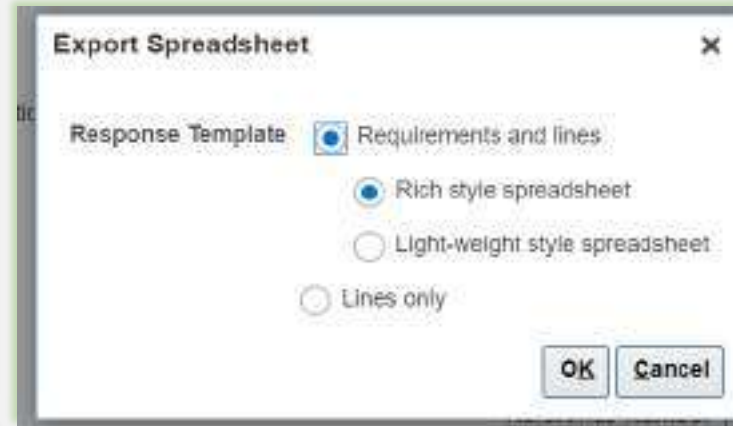 Export Spreadsheet
Response Template Requirements and lines
Rich style spreadsheet
Light-weight style spreadsheet
Lines only
OK Cancel